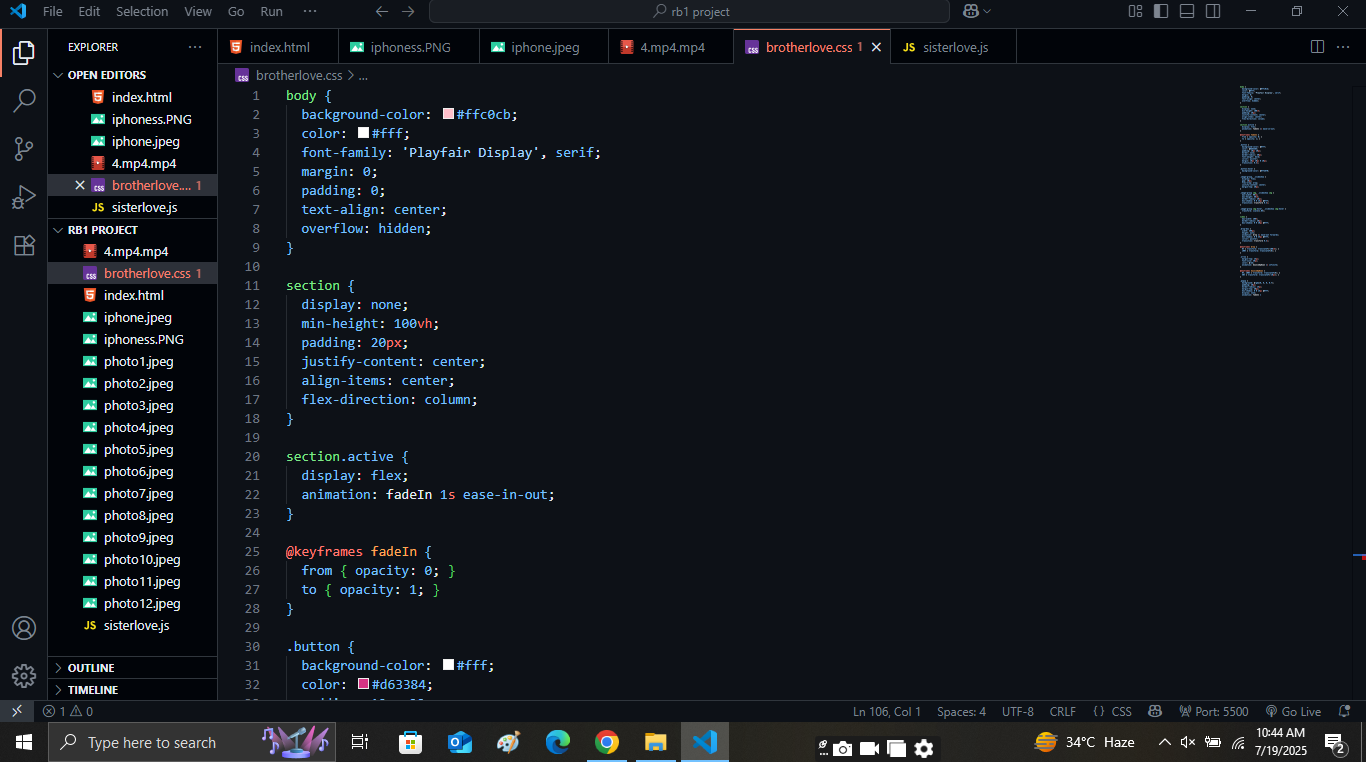 File Edit Selection View Go Run ··· rb1 project
EXPLORER ···
OPEN EDITORS
index.html
iphoness.PNG
iphone.jpeg
4.mp4.mp4
brotherlove.... 1
JS sisterlove.js
RB1 PROJECT
4.mp4.mp4
brotherlove.css 1
index.html
iphone.jpeg
iphoness.PNG
photo1.jpeg
photo2.jpeg
photo3.jpeg
photo4.jpeg
photo5.jpeg
photo6.jpeg
photo7.jpeg
photo8.jpeg
photo9.jpeg
photo10.jpeg
photo11.jpeg
photo12.jpeg
JS sisterlove.js
OUTLINE
TIMELINE
index.html iphoness.PNG iphone.jpeg 4.mp4.mp4 brotherlove.css 1 JS sisterlove.js
brotherlove.css > ...
1 body {
2 background-color: #ffc0cb;
3 color: #fff;
4 font-family: 'Playfair Display', serif;
5 margin: 0;
6 padding: 0;
7 text-align: center;
8 overflow: hidden;
9 }
10
11 section {
12 display: none;
13 min-height: 100vh;
14 padding: 20px;
15 justify-content: center;
16 align-items: center;
17 flex-direction: column;
18 }
19
20 section.active {
21 display: flex;
22 animation: fadeIn 1s ease-in-out;
23 }
24
25 @keyframes fadeIn {
26 from { opacity: 0; }
27 to { opacity: 1; }
28 }
29
30 .button {
31 background-color: #fff;
32 color: #d63384;
1 0 Ln 106, Col 1 Spaces: 4 UTF-8 CRLF { } CSS Port: 5500 Go Live
Type here to search 34°C Haze 10:44 AM
7/19/2025 2